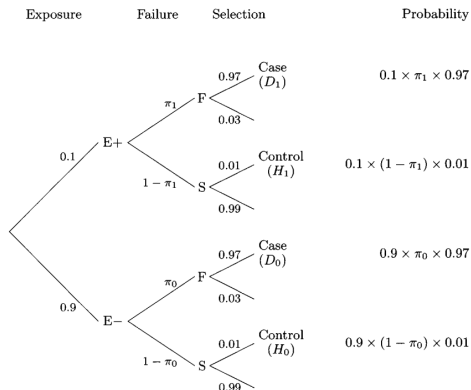 Exposure Failure Selection Probability
0.97 Case
(D₁) 0.1 × π₁ × 0.97
π₁ F
0.03
0.1 E+
0.01 Control
(H₁) 0.1 × (1 − π₁) × 0.01
1 − π₁ S
0.99
0.97 Case
(D₀) 0.9 × π₀ × 0.97
π₀ F
0.03
0.9 E−
0.01 Control
(H₀) 0.9 × (1 − π₀) × 0.01
1 − π₀ S
0.99